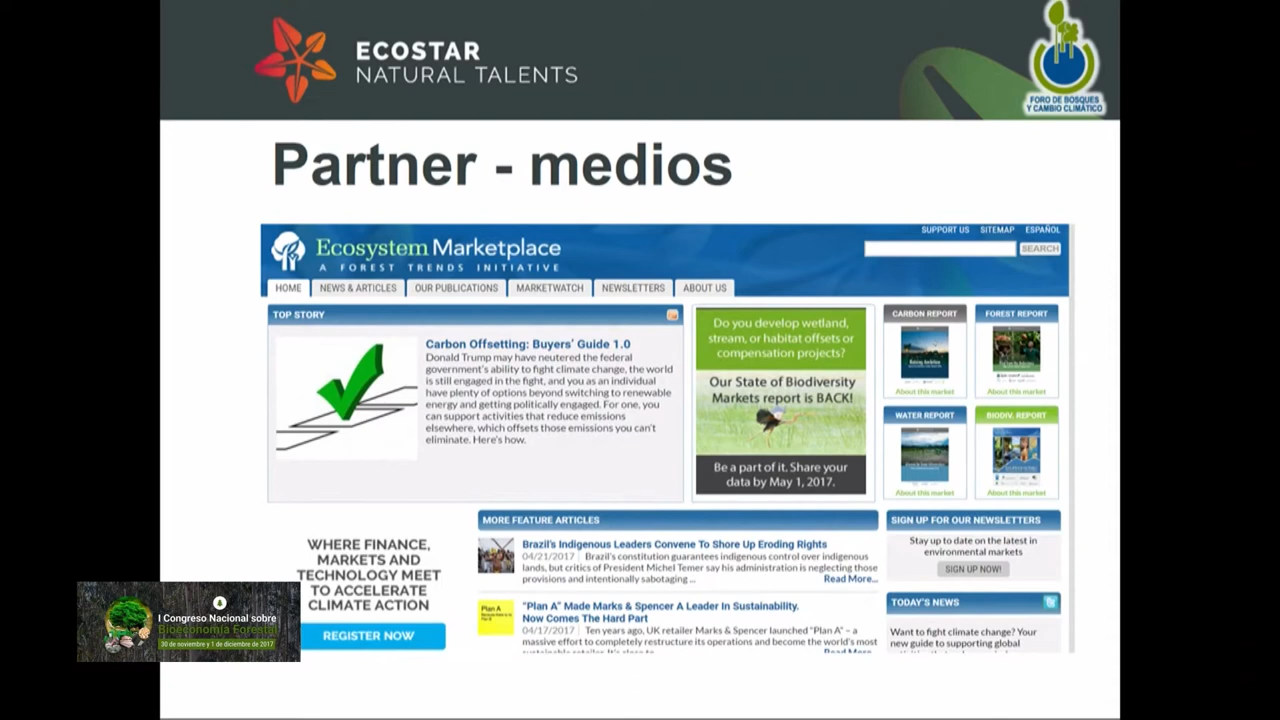 ECOSTAR
NATURAL TALENTS
FORO DE BOSQUES
Y CAMBIO CLIMÁTICO
Partner - medios
Ecosystem Marketplace
A FOREST TRENDS INITIATIVE
SUPPORT US SITEMAP ESPAÑOL
SEARCH
HOME NEWS & ARTICLES OUR PUBLICATIONS MARKETWATCH NEWSLETTERS ABOUT US
TOP STORY
Carbon Offsetting: Buyers' Guide 1.0
Donald Trump may have neutered the federal
government's ability to fight climate change, the world
is still engaged in the fight, and you as an individual
have plenty of options beyond switching to renewable
energy and getting politically engaged. For one, you
can support activities that reduce emissions
elsewhere, which offsets those emissions you can't
eliminate. Here's how.
Do you develop wetland,
stream, or habitat offsets or
compensation projects?
Our State of Biodiversity
Markets report is BACK!
Be a part of it. Share your
data by May 1, 2017.
CARBON REPORT
About this market
FOREST REPORT
About this market
WATER REPORT
About this market
BIODIV. REPORT
About this market
WHERE FINANCE,
MARKETS AND
TECHNOLOGY MEET
TO ACCELERATE
CLIMATE ACTION
REGISTER NOW
MORE FEATURE ARTICLES
Brazil's Indigenous Leaders Convene To Shore Up Eroding Rights
04/21/2017 | Brazil's constitution guarantees indigenous control over indigenous
lands, but critics of President Michel Temer say his administration is neglecting those
provisions and intentionally sabotaging ... Read More...
Plan A
"Plan A" Made Marks & Spencer A Leader In Sustainability.
Now Comes The Hard Part
04/17/2017 | Ten years ago, UK retailer Marks & Spencer launched "Plan A" – a
massive effort to completely restructure its operations and become the world's most
Read More
SIGN UP FOR OUR NEWSLETTERS
Stay up to date on the latest in
environmental markets
SIGN UP NOW!
TODAY'S NEWS
Want to fight climate change? Your
new guide to supporting global
I Congreso Nacional sobre
Bioeconomía Forestal
30 de noviembre y 1 de diciembre de 2017